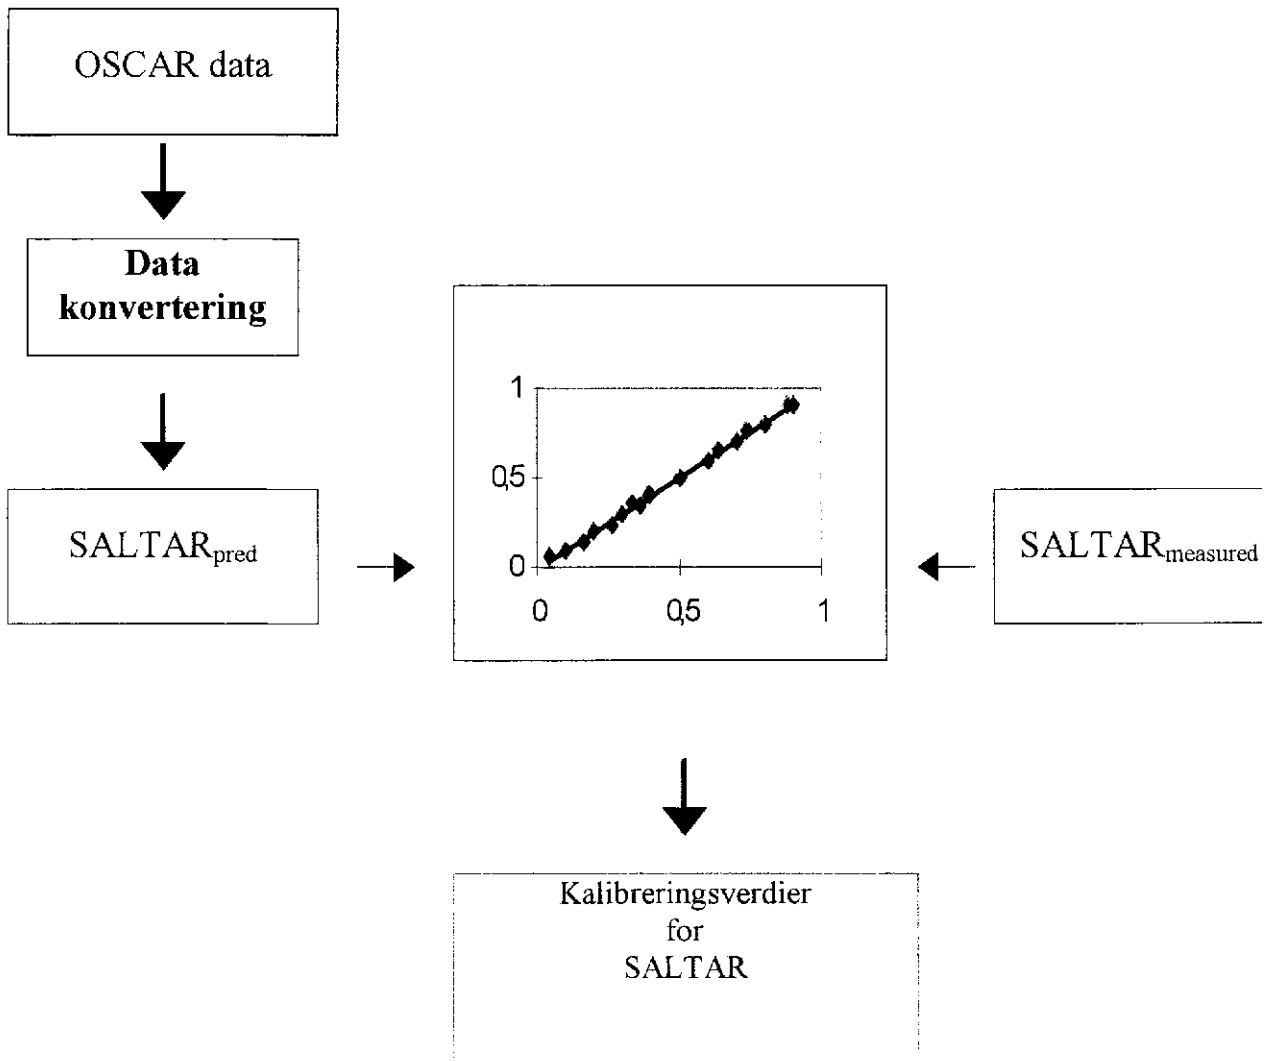 OSCAR data
Data
konvertering
SALTARpred
1
0,5
0
0
0,5
1
SALTARmeasured
Kalibreringsverdier
for
SALTAR